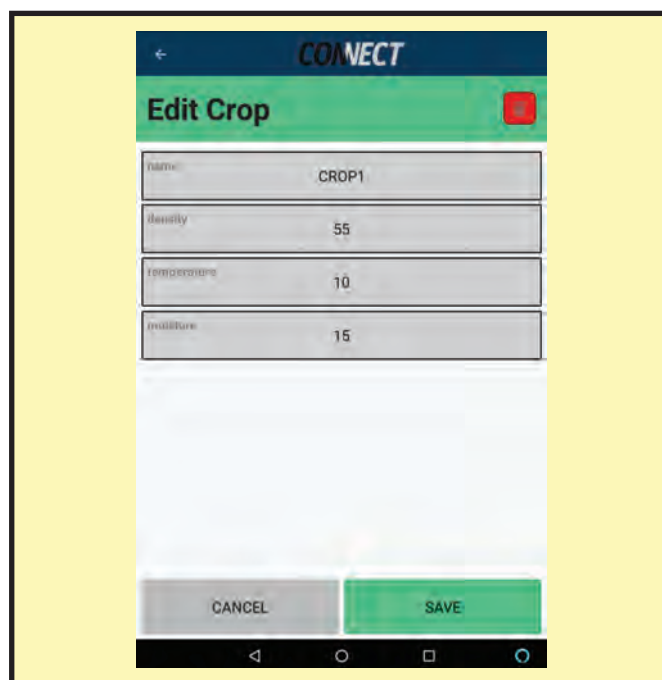 CONNECT
Edit Crop
name
CROP1
density
55
temperature
10
moisture
15
CANCEL
SAVE